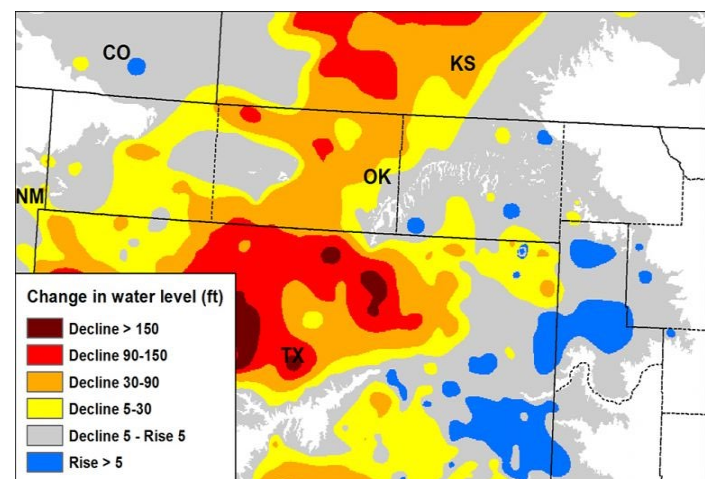 CO
KS
OK
NM
Change in water level (ft)
Decline > 150
Decline 90-150
Decline 30-90
Decline 5-30
Decline 5 - Rise 5
Rise > 5
TX